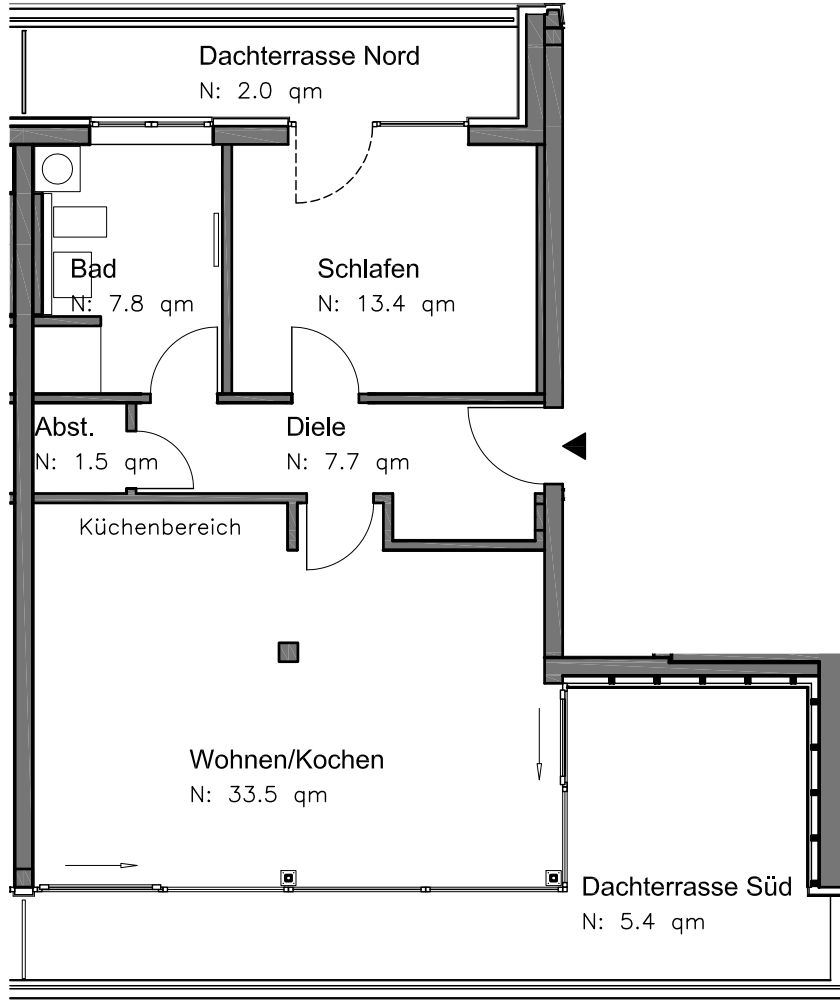 Dachterrasse Nord
N: 2.0 qm
Bad
N: 7.8 qm
Schlafen
N: 13.4 qm
Abst.
N: 1.5 qm
Diele
N: 7.7 qm
Küchenbereich
Wohnen/Kochen
N: 33.5 qm
Dachterrasse Süd
N: 5.4 qm